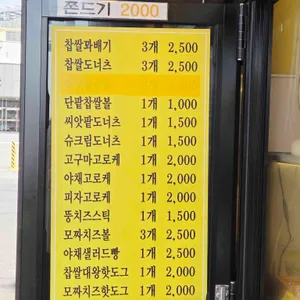 쫀드기 2000
찹쌀꽈배기 3개 2,500
찹쌀도너츠 3개 2,500
단팥찹쌀볼 1개 1,000
씨앗팥도너츠 1개 1,500
슈크림도너츠 1개 1,500
고구마고로케 1개 2,000
야채고로케 1개 2,000
피자고로케 1개 2,000
뚱치즈스틱 1개 1,500
모짜치즈볼 3개 2,500
야채샐러드빵 1개 2,500
찹쌀대왕핫도그 1개 2,000
모짜치즈핫도그 1개 2,000